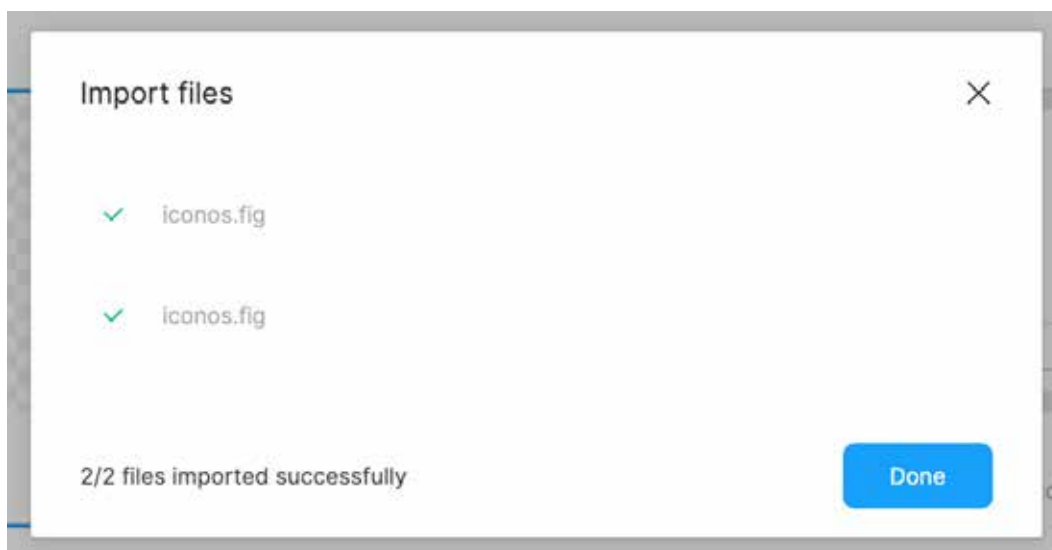 Import files
iconos.fig
iconos.fig
2/2 files imported successfully
Done